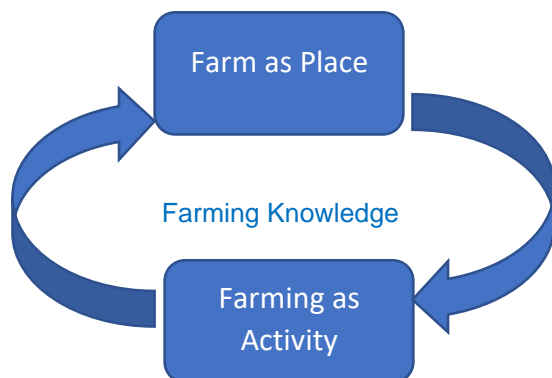 Farm as Place
Farming Knowledge
Farming as
Activity